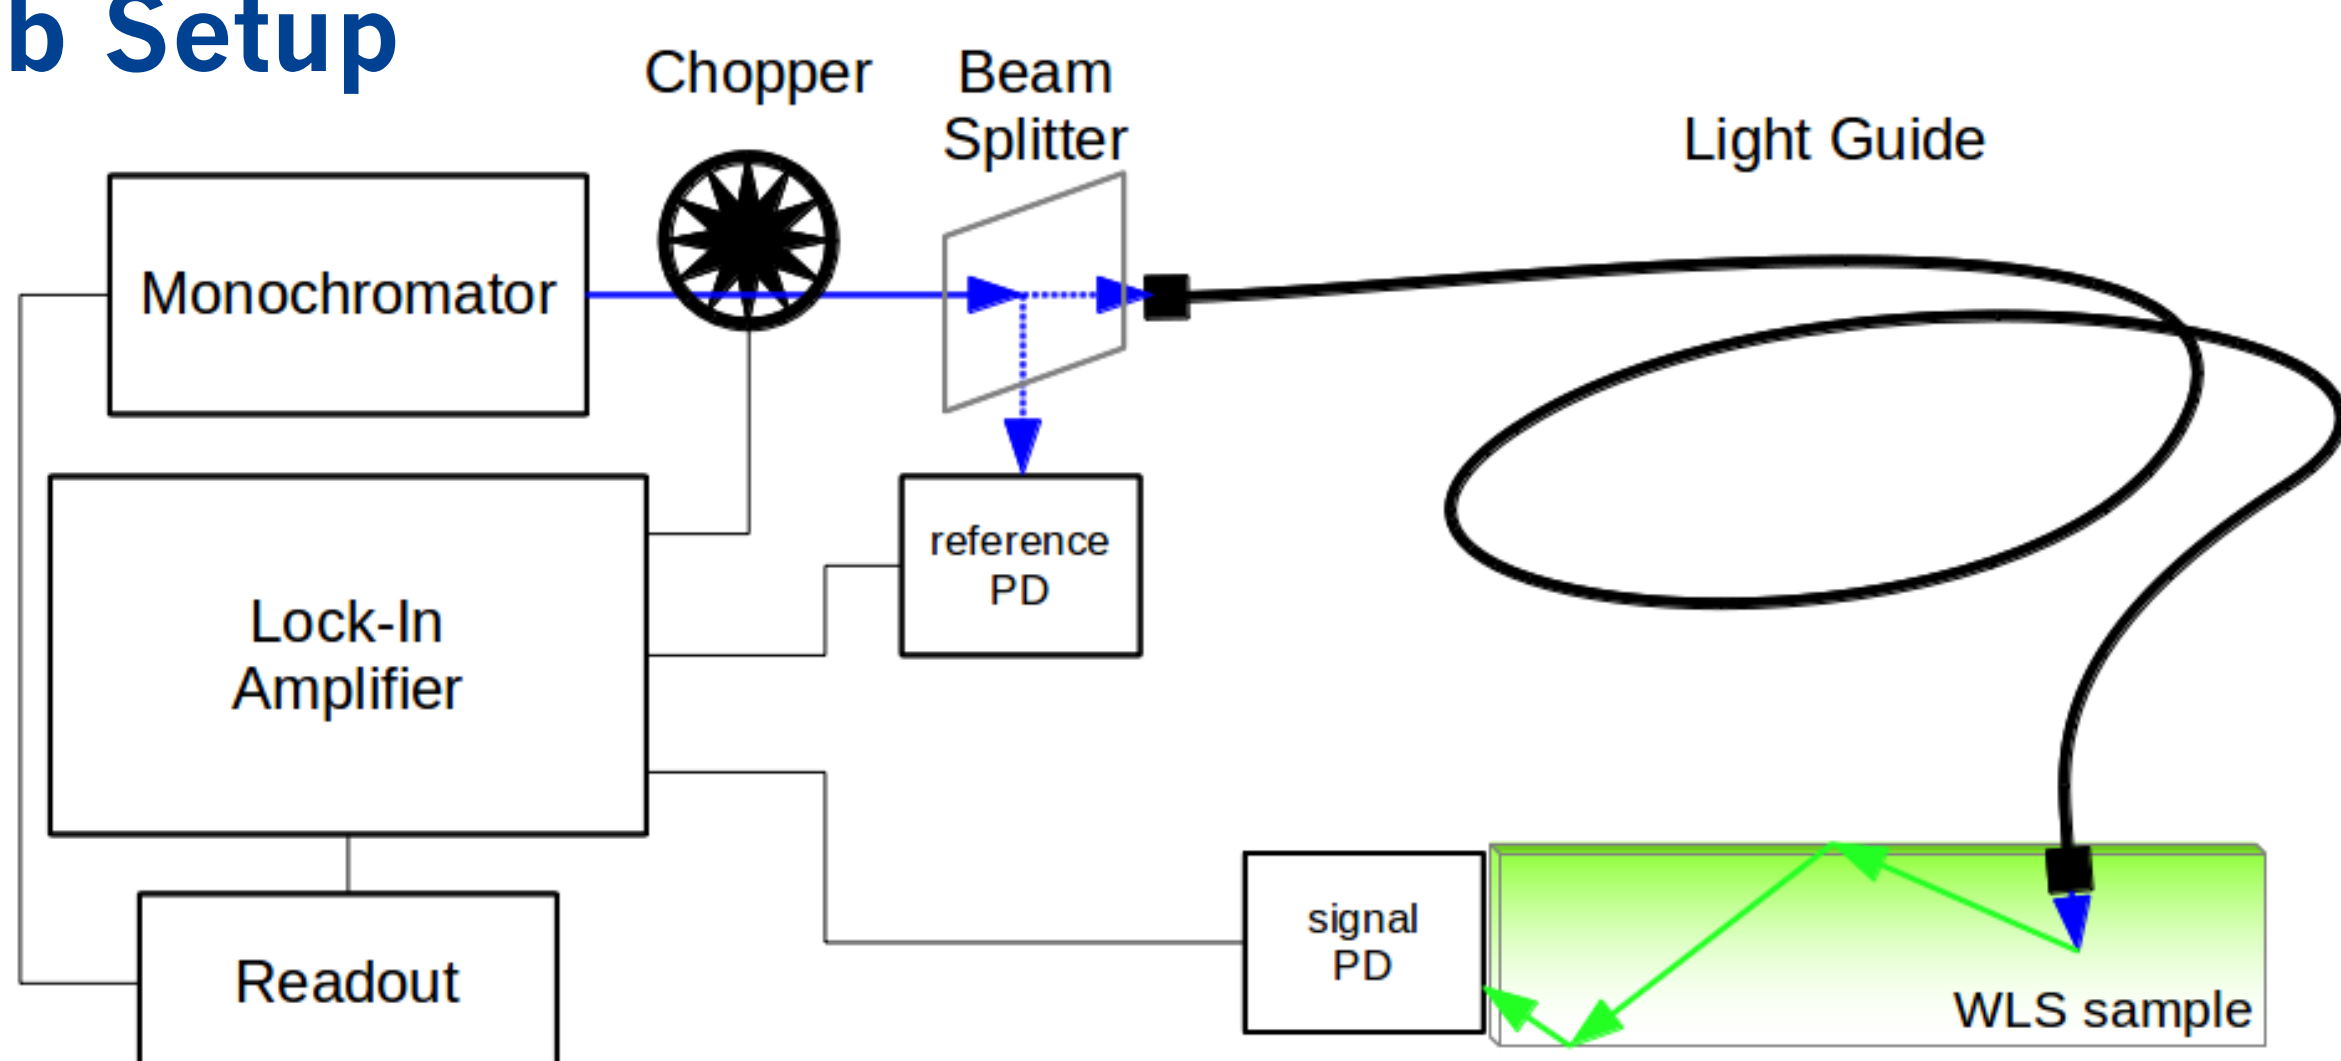 b Setup
Chopper
Beam
Splitter
Light Guide
Monochromator
reference
PD
Lock-In
Amplifier
signal
PD
Readout
WLS sample